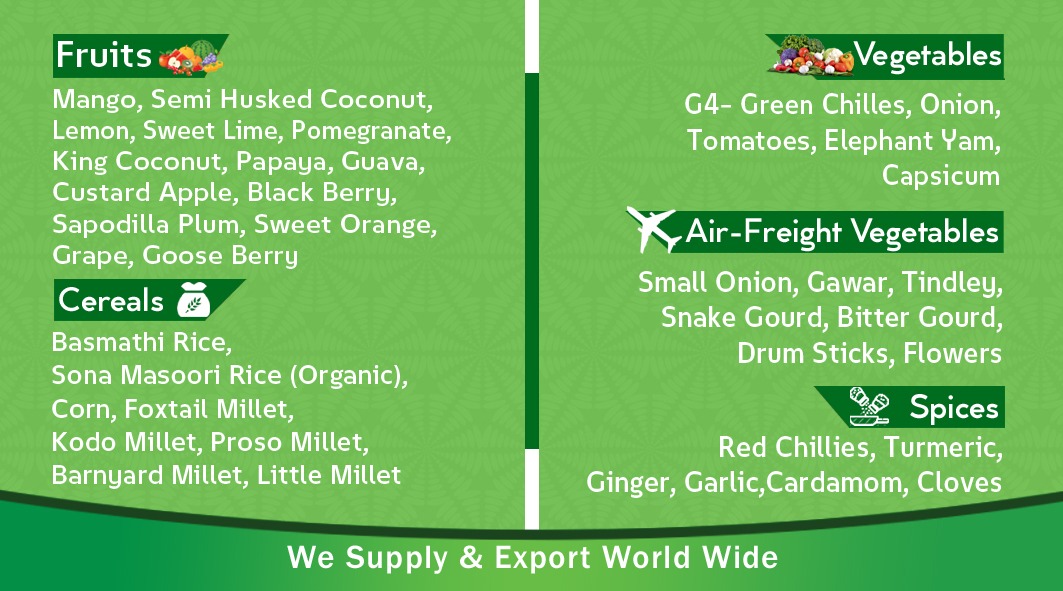 Fruits
Mango, Semi Husked Coconut,
Lemon, Sweet Lime, Pomegranate,
King Coconut, Papaya, Guava,
Custard Apple, Black Berry,
Sapodilla Plum, Sweet Orange,
Grape, Goose Berry
Cereals
Basmathi Rice,
Sona Masoori Rice (Organic),
Corn, Foxtail Millet,
Kodo Millet, Proso Millet,
Barnyard Millet, Little Millet
Vegetables
G4- Green Chilles, Onion,
Tomatoes, Elephant Yam,
Capsicum
Air-Freight Vegetables
Small Onion, Gawar, Tindley,
Snake Gourd, Bitter Gourd,
Drum Sticks, Flowers
Spices
Red Chillies, Turmeric,
Ginger, Garlic,Cardamom, Cloves
We Supply & Export World Wide